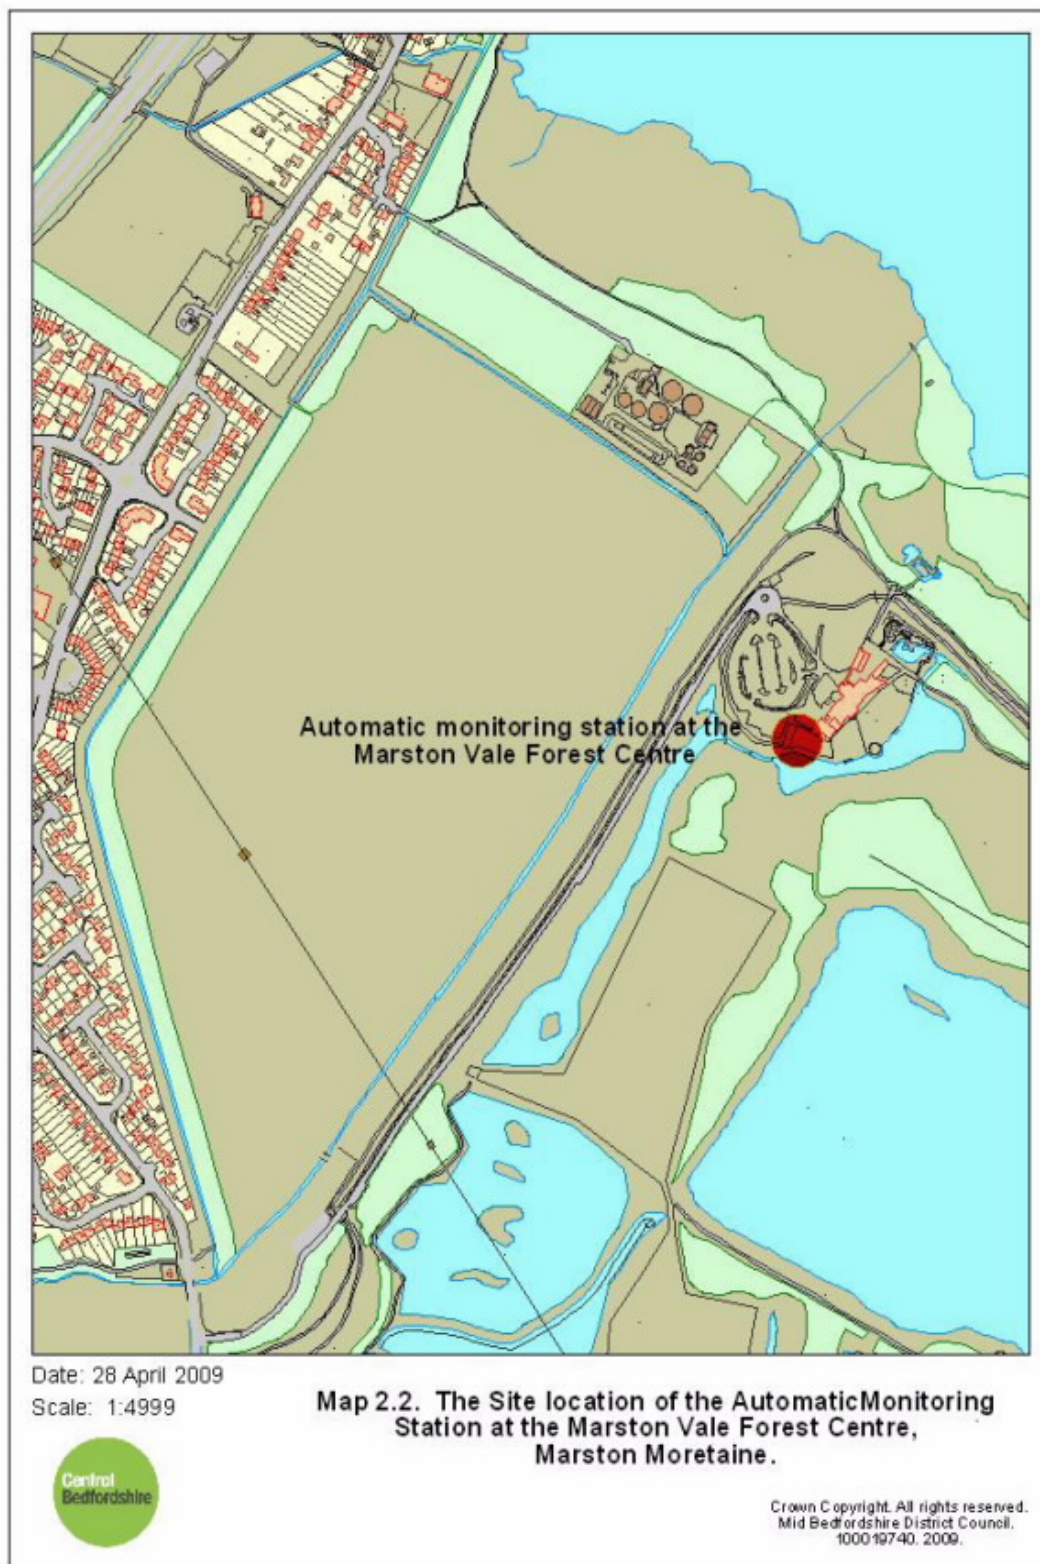 Automatic monitoring station at the
Marston Vale Forest Centre
Date: 28 April 2009
Scale: 1:4999
Map 2.2. The Site location of the AutomaticMonitoring
Station at the Marston Vale Forest Centre,
Marston Moretaine.
Central
Bedfordshire
Crown Copyright. All rights reserved.
Mid Bedfordshire District Council.
100019740. 2009.